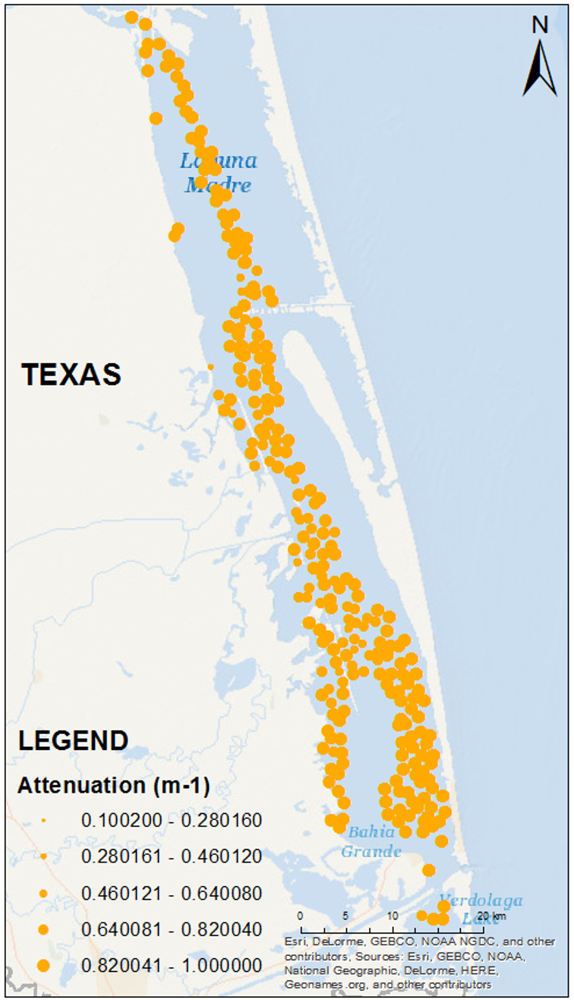 N
Laguna
Madre
TEXAS
LEGEND
Attenuation (m-1)
0.100200 - 0.280160
0.280161 - 0.460120
0.460121 - 0.640080
0.640081 - 0.820040
0.820041 - 1.000000
Bahia
Grande
Verdolaga
Lake
0 5 10 20 km
Esri, DeLorme, GEBCO, NOAA NGDC, and other
contributors, Sources: Esri, GEBCO, NOAA,
National Geographic, DeLorme, HERE,
Geonames.org, and other contributors